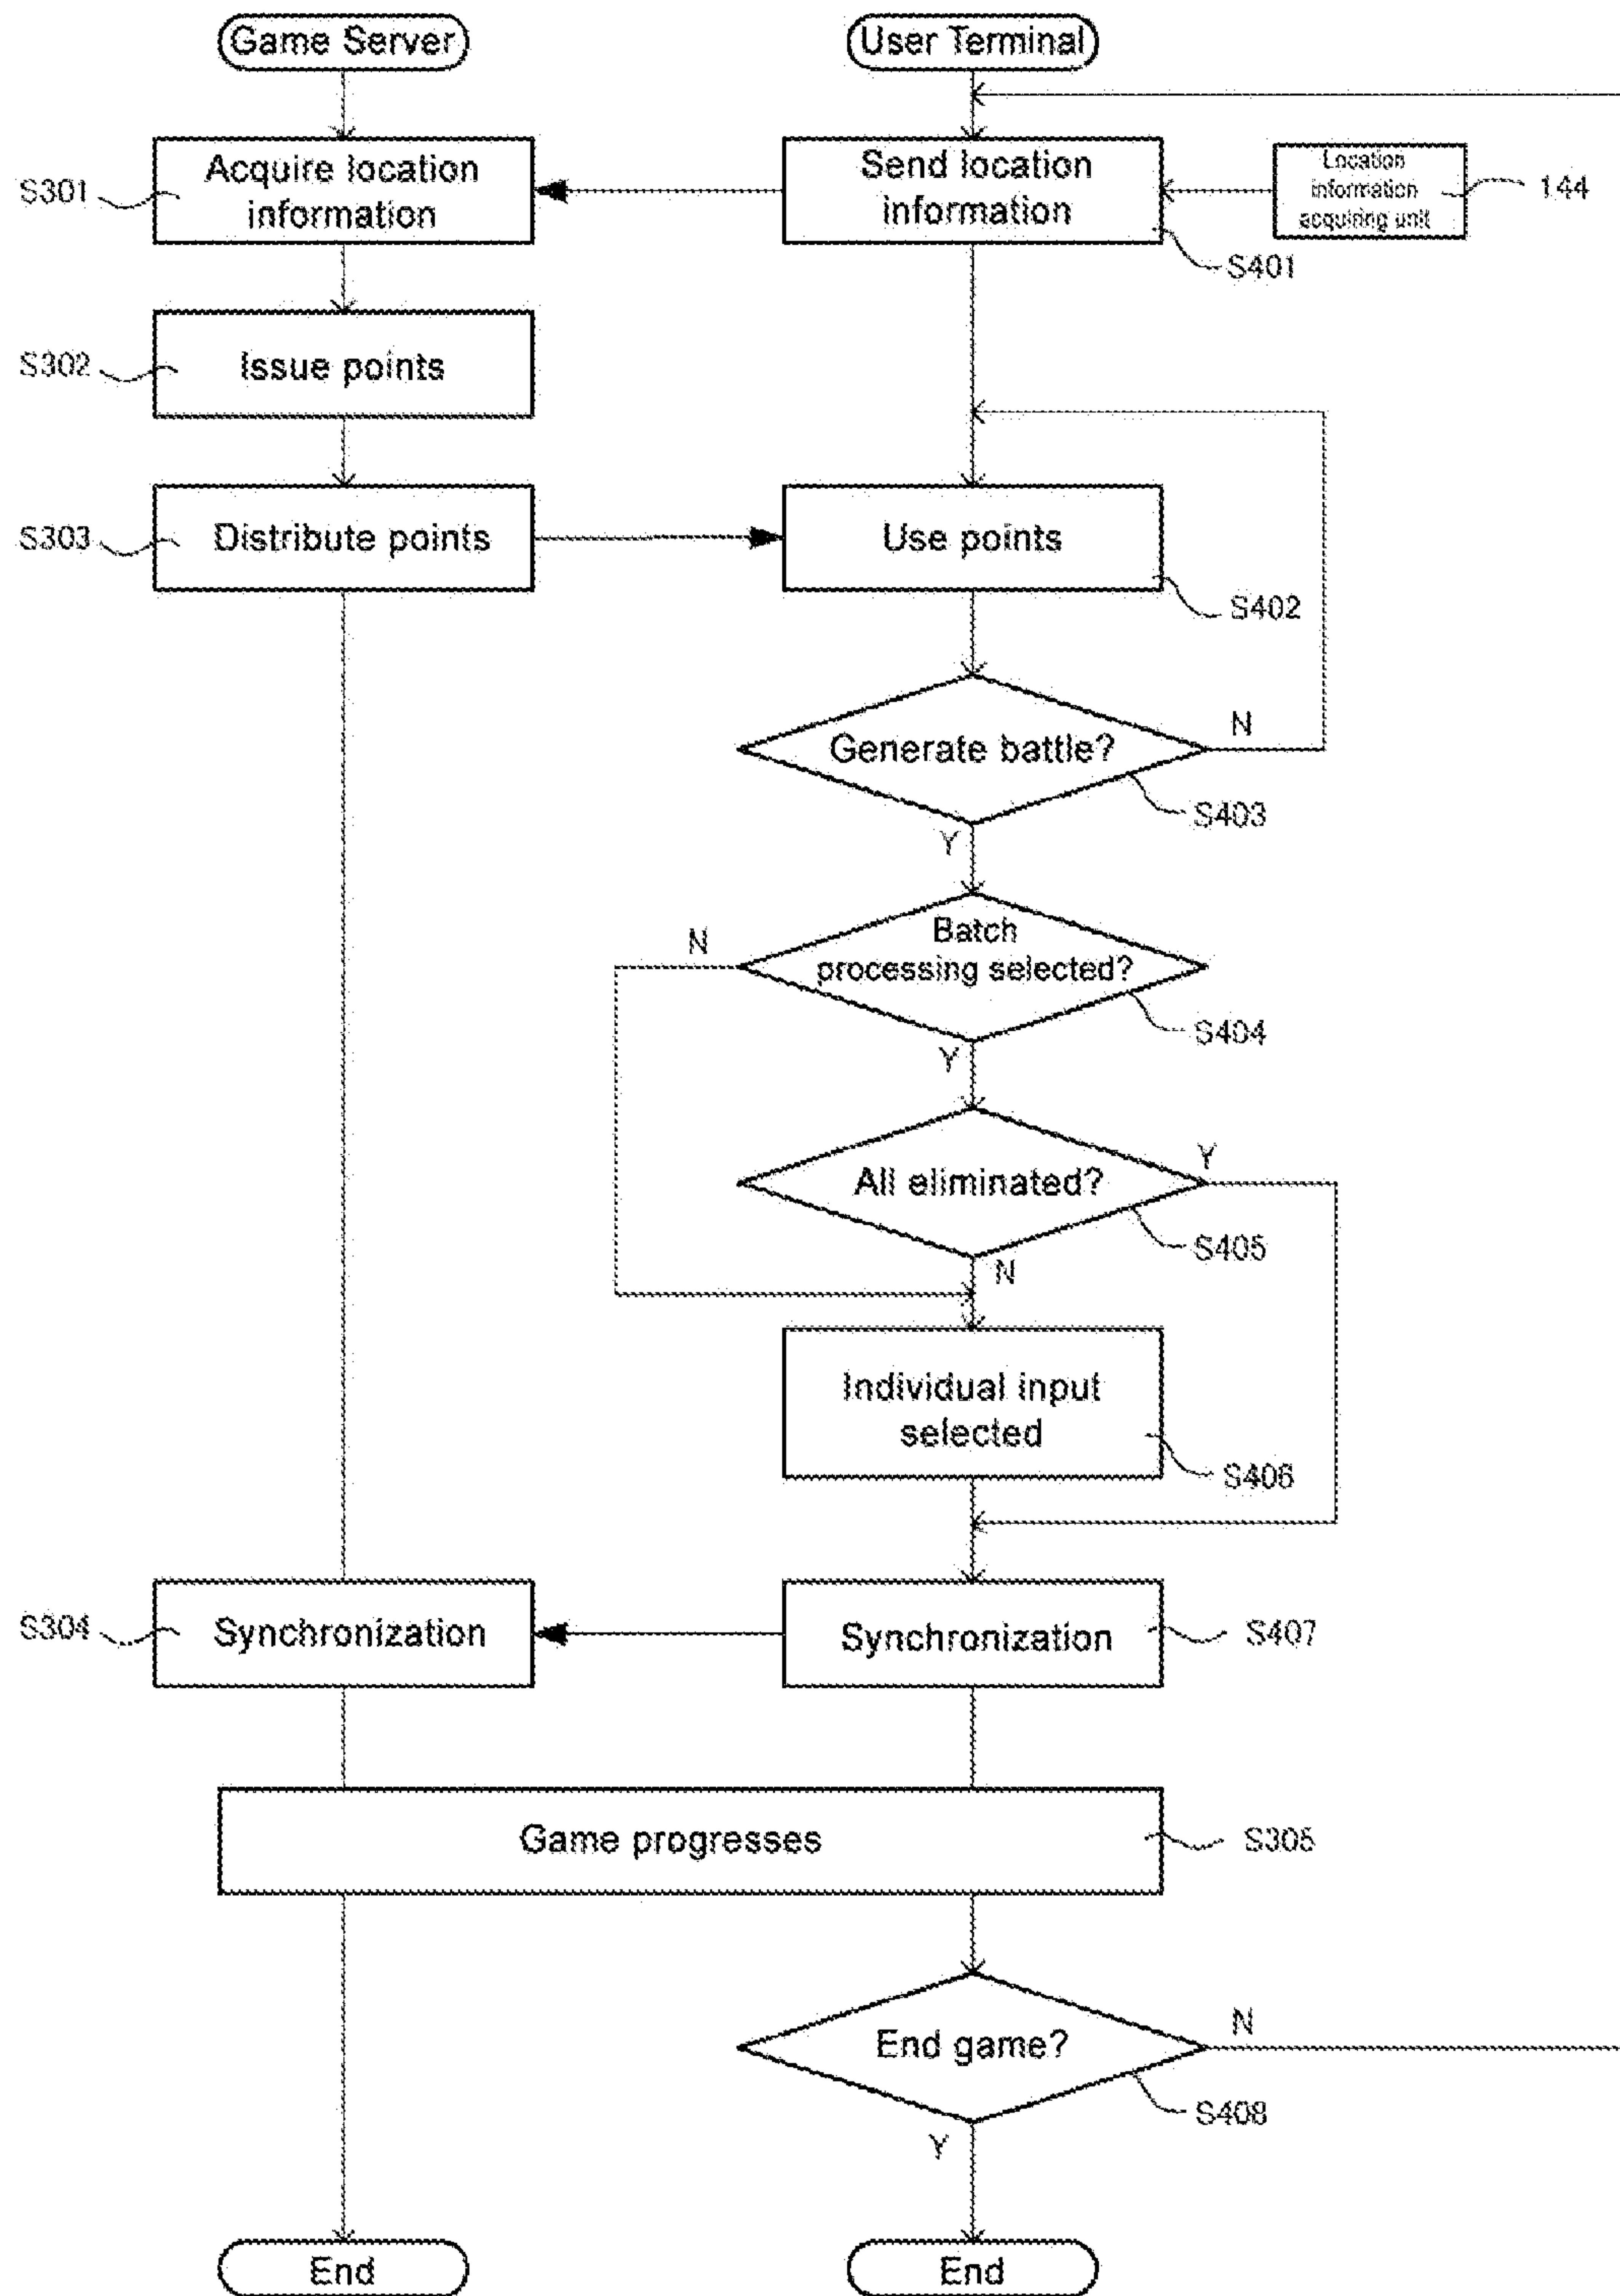 Game Server
User Terminal
Acquire location
information
S301
Send location
information
S401
Location
information
acquiring unit
144
Issue points
S302
Distribute points
S303
Use points
S402
Generate battle?
N
S403
Y
Batch
processing selected?
N
S404
Y
All eliminated?
Y
S405
N
Individual input
selected
S406
Synchronization
S304
Synchronization
S407
Game progresses
S305
End game?
N
S408
Y
End
End